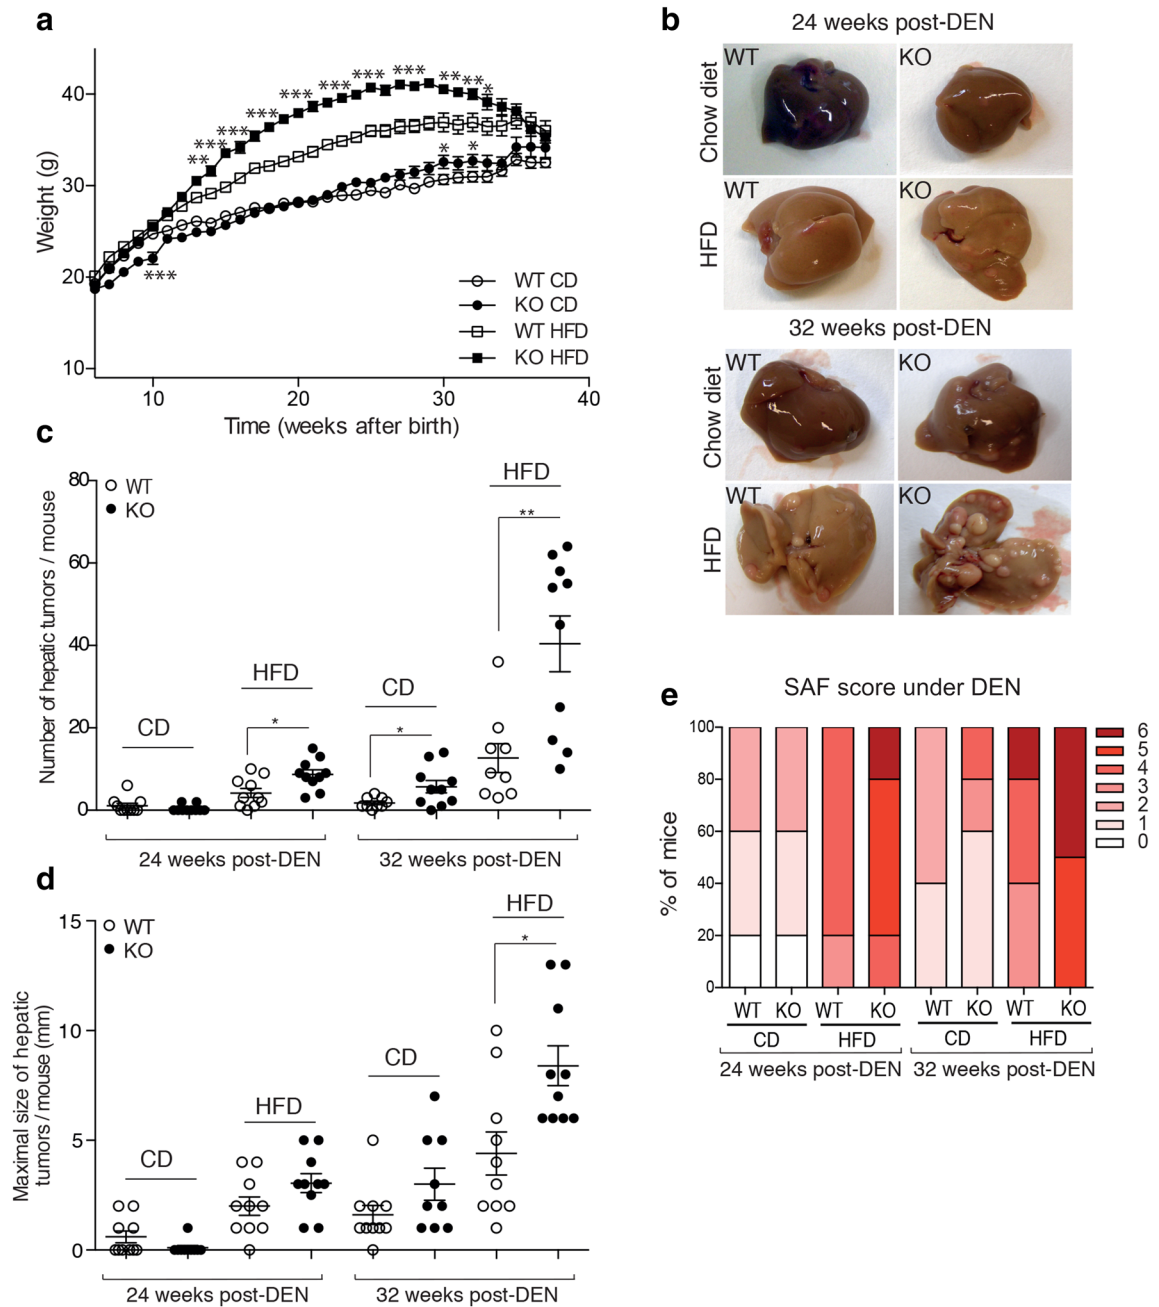 a
40
30
20
10
Weight (g)
**
***
***
***
***
***
***
***
**
**
*
*
*
***
WT CD
KO CD
WT HFD
KO HFD
10
20
30
40
Time (weeks after birth)
b
24 weeks post-DEN
Chow diet
WT
KO
HFD
WT
KO
32 weeks post-DEN
Chow diet
WT
KO
HFD
WT
KO
c
Number of hepatic tumors / mouse
80
60
40
20
0
WT
KO
CD
HFD
*
CD
*
HFD
**
24 weeks post-DEN
32 weeks post-DEN
d
Maximal size of hepatic
tumors / mouse (mm)
15
10
5
0
WT
KO
CD
HFD
CD
HFD
*
24 weeks post-DEN
32 weeks post-DEN
e
SAF score under DEN
% of mice
100
80
60
40
20
0
6
5
4
3
2
1
0
WT KO WT KO WT KO WT KO
CD HFD CD HFD
24 weeks post-DEN 32 weeks post-DEN